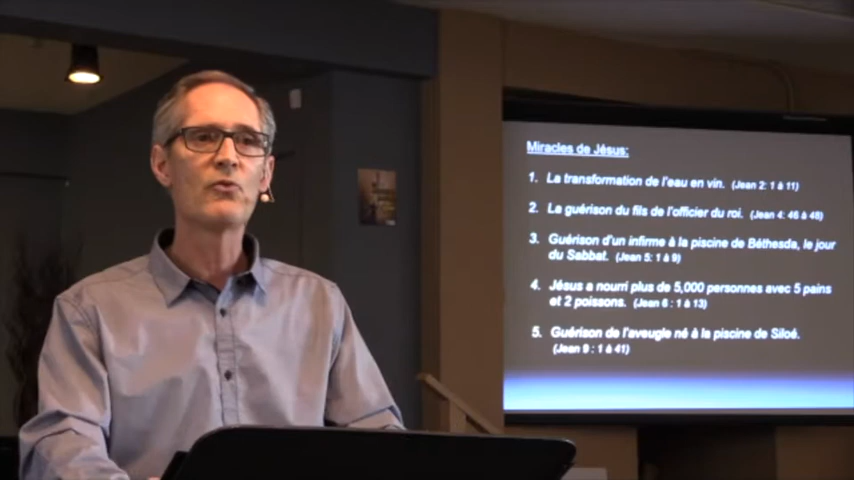 Miracles de Jésus:
1. La transformation de l'eau en vin. (Jean 2: 1 à 11)
2. La guérison du fils de l'officier du roi. (Jean 4: 46 à 48)
3. Guérison d'un infirme à la piscine de Béthesda, le jour
du Sabbat. (Jean 5: 1 à 9)
4. Jésus a nourri plus de 5,000 personnes avec 5 pains
et 2 poissons. (Jean 6 : 1 à 13)
5. Guérison de l'aveugle né à la piscine de Siloé.
(Jean 9 : 1 à 41)